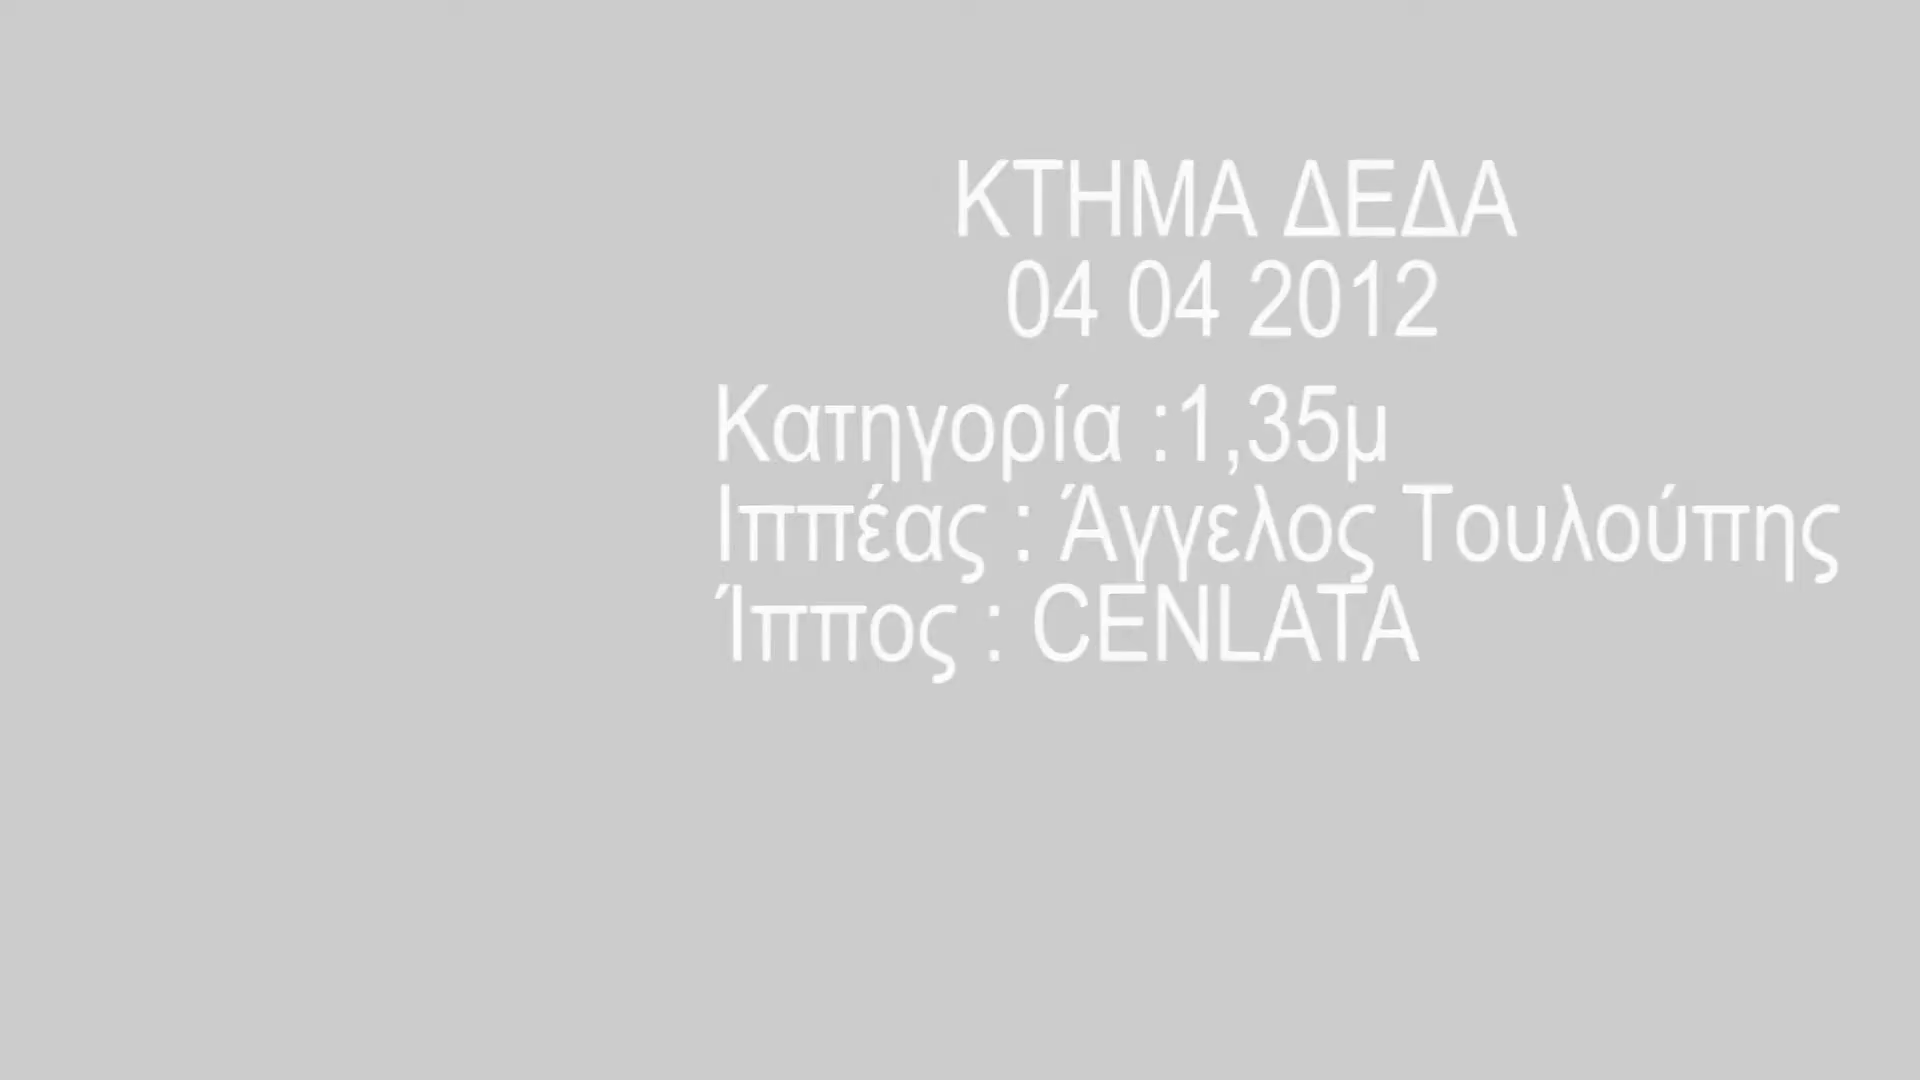 ΚΤΗΜΑ ΔΕΔΑ
04 04 2012
Κατηγορία :1,35μ
Ιππέας : Άγγελος Τουλούπης
Ίππος : CENLATA